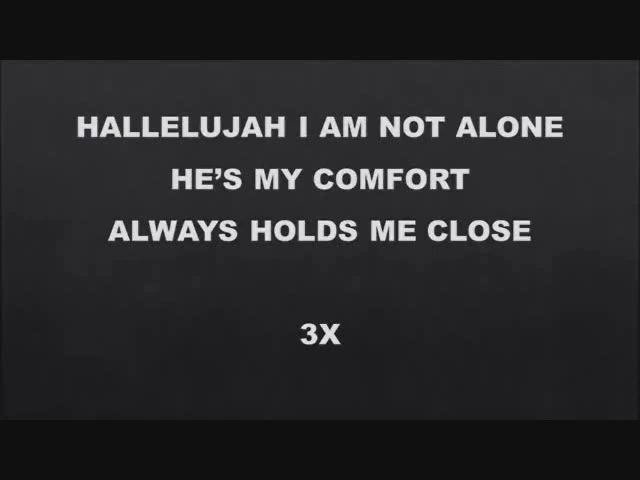 HALLELUJAH I AM NOT ALONE
HE’S MY COMFORT
ALWAYS HOLDS ME CLOSE
3X